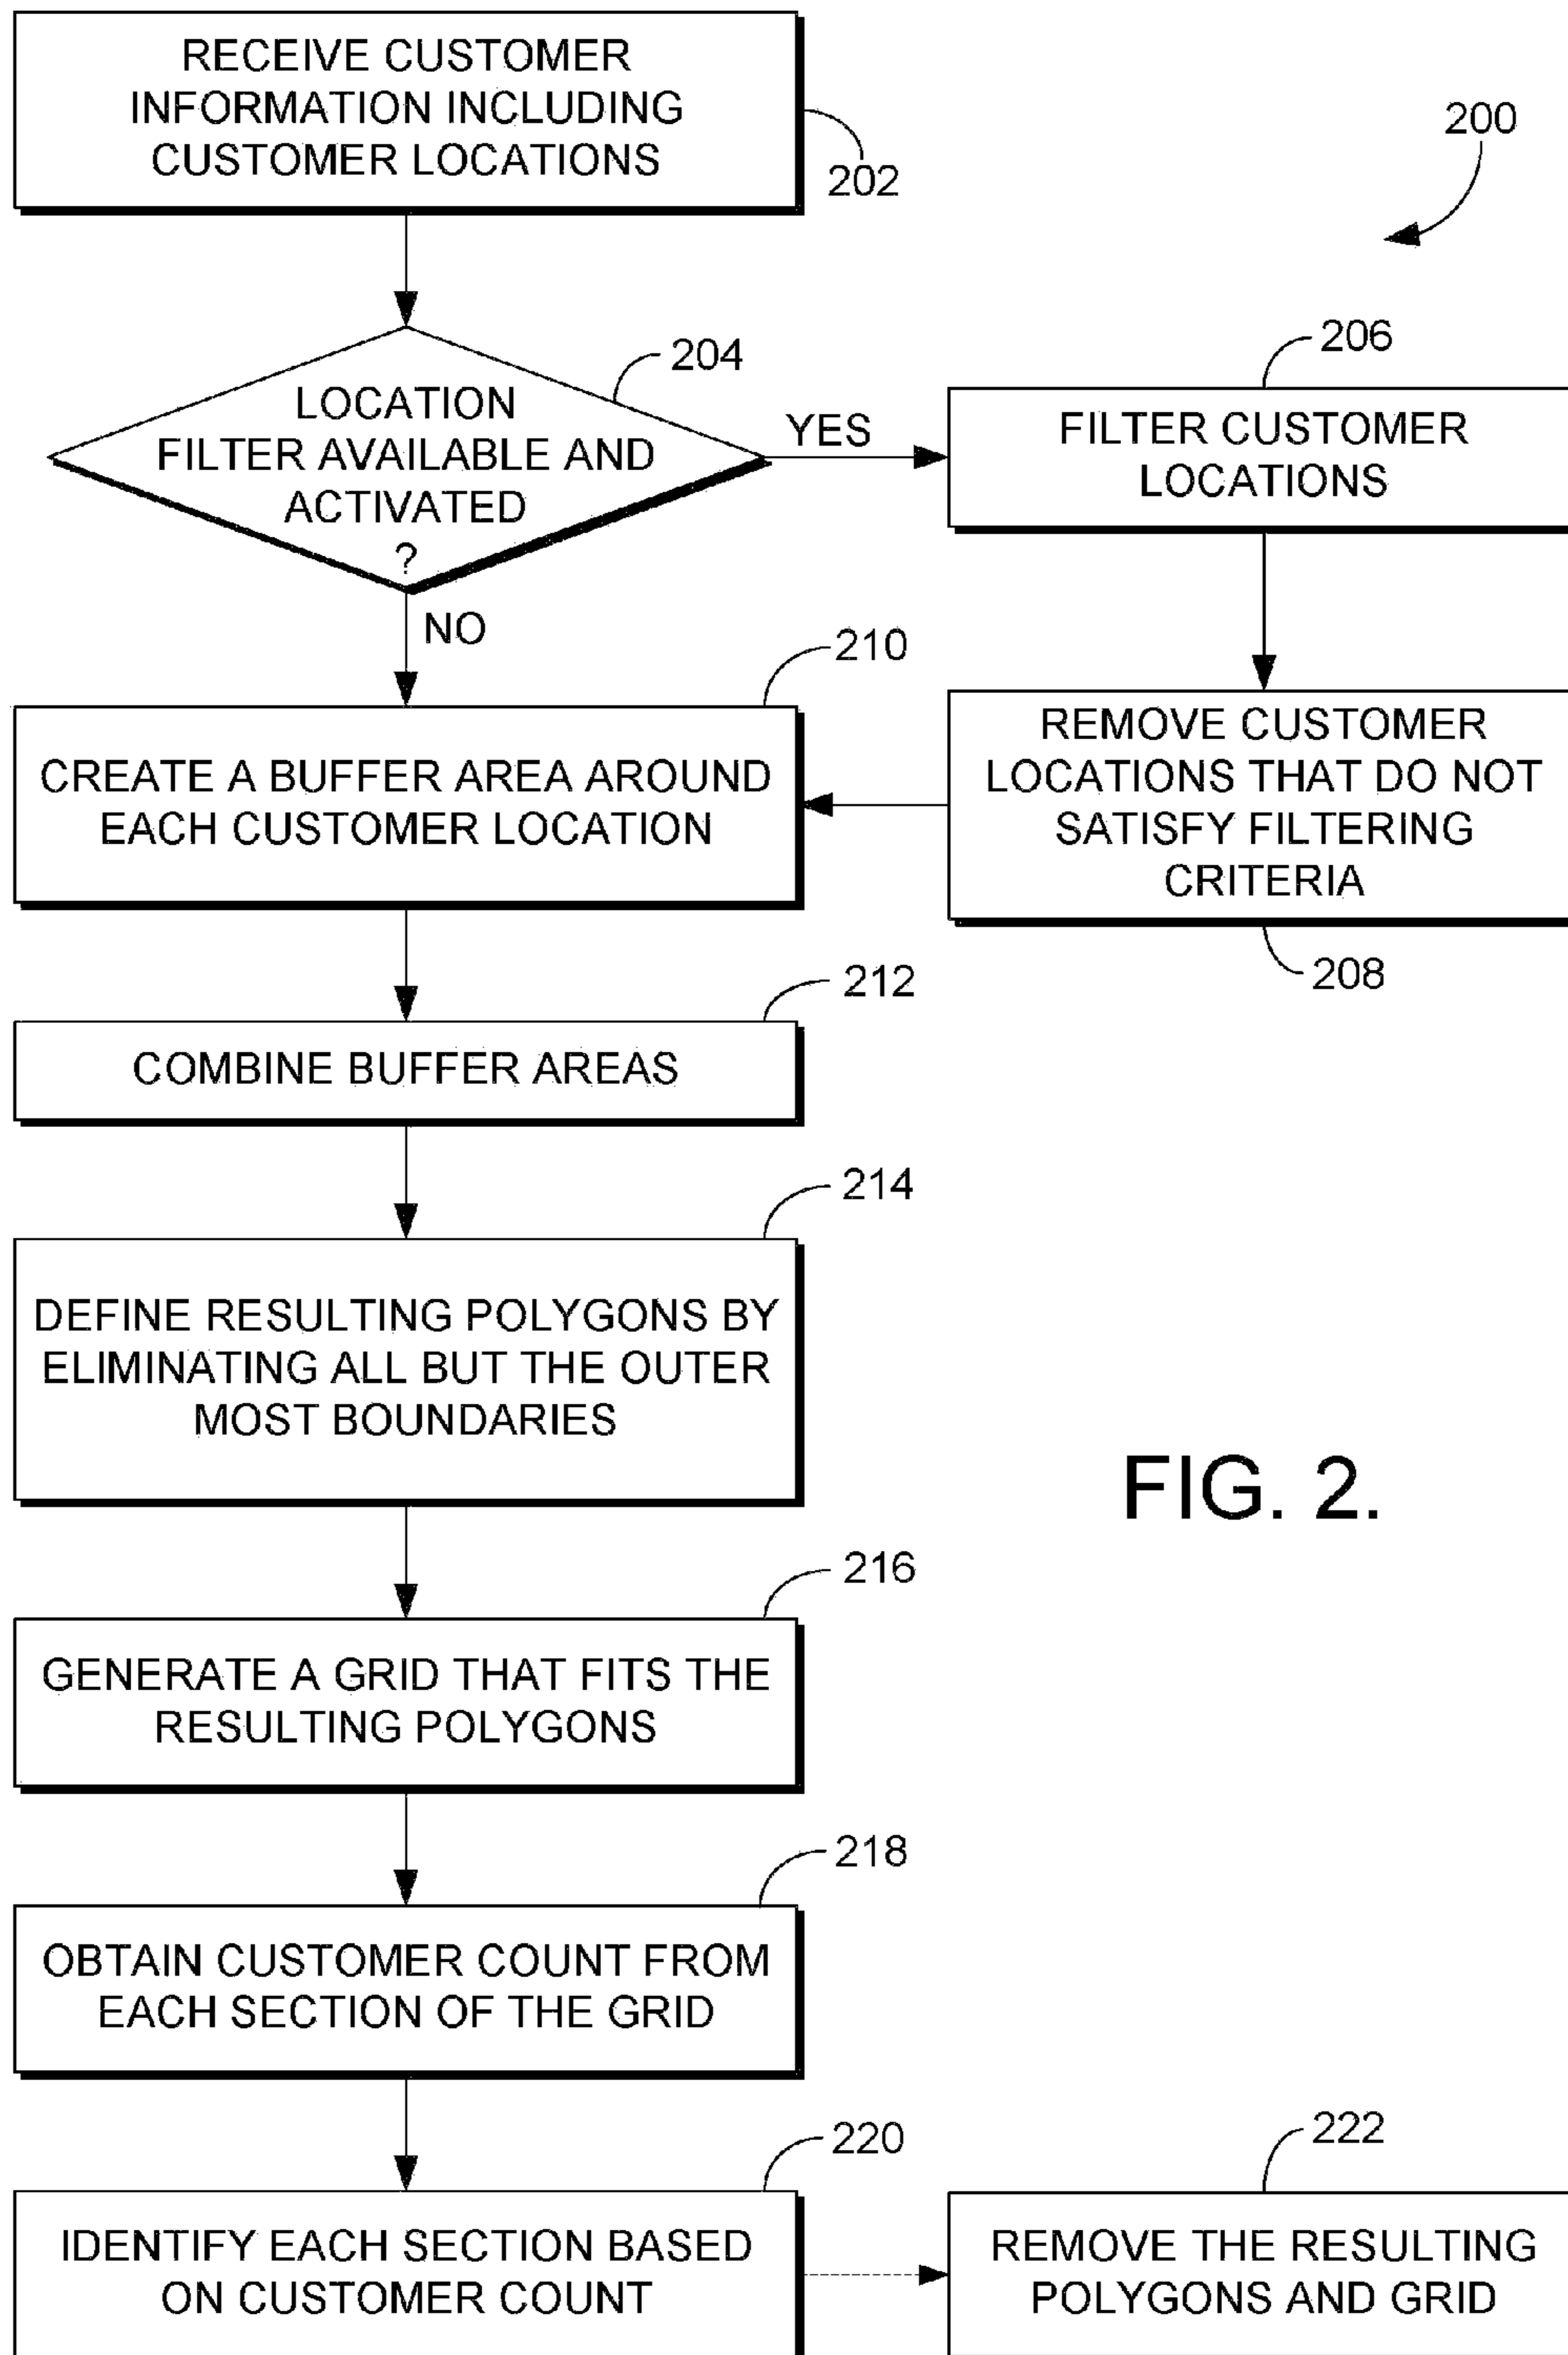 RECEIVE CUSTOMER
INFORMATION INCLUDING
CUSTOMER LOCATIONS
202
200
204
LOCATION
FILTER AVAILABLE AND
ACTIVATED
?
YES
NO
206
FILTER CUSTOMER
LOCATIONS
REMOVE CUSTOMER
LOCATIONS THAT DO NOT
SATISFY FILTERING
CRITERIA
208
210
CREATE A BUFFER AREA AROUND
EACH CUSTOMER LOCATION
212
COMBINE BUFFER AREAS
214
DEFINE RESULTING POLYGONS BY
ELIMINATING ALL BUT THE OUTER
MOST BOUNDARIES
FIG. 2.
216
GENERATE A GRID THAT FITS THE
RESULTING POLYGONS
218
OBTAIN CUSTOMER COUNT FROM
EACH SECTION OF THE GRID
220
IDENTIFY EACH SECTION BASED
ON CUSTOMER COUNT
222
REMOVE THE RESULTING
POLYGONS AND GRID